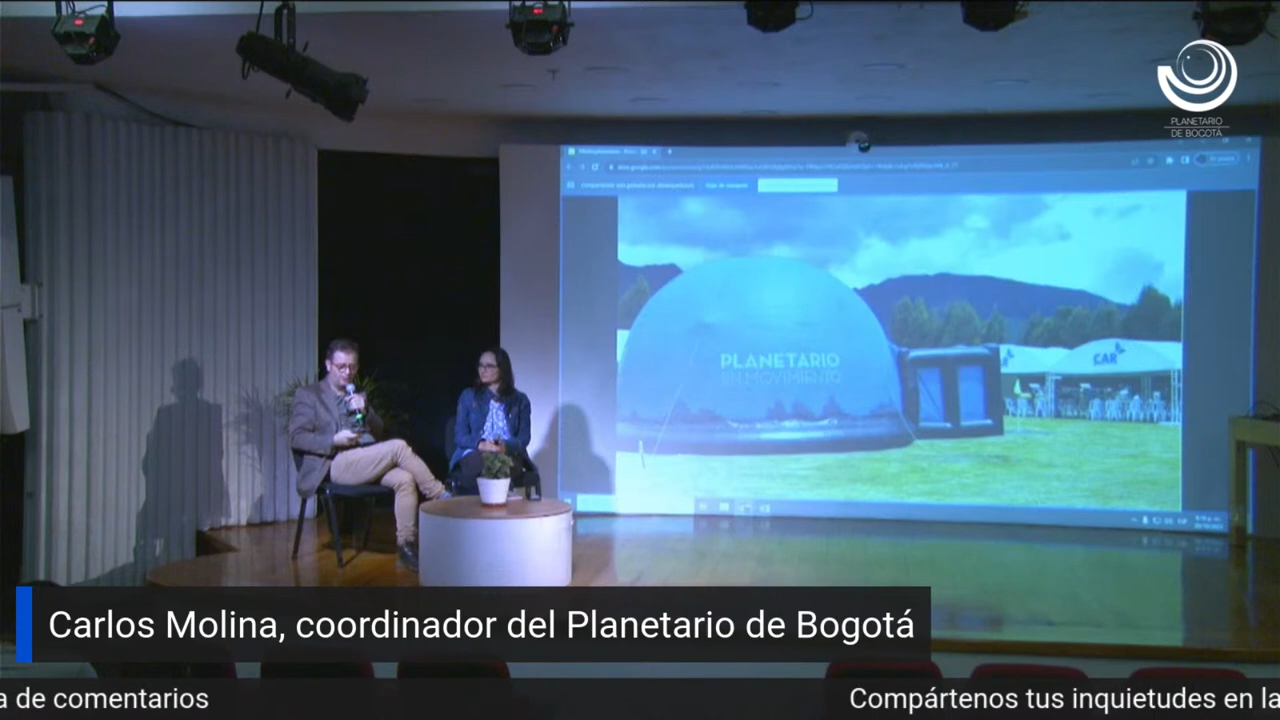 PLANETARIO
DE BOGOTÁ
PLANETARIO
EN MOVIMIENTO
CAR
Carlos Molina, coordinador del Planetario de Bogotá
a de comentarios
Compártenos tus inquietudes en la